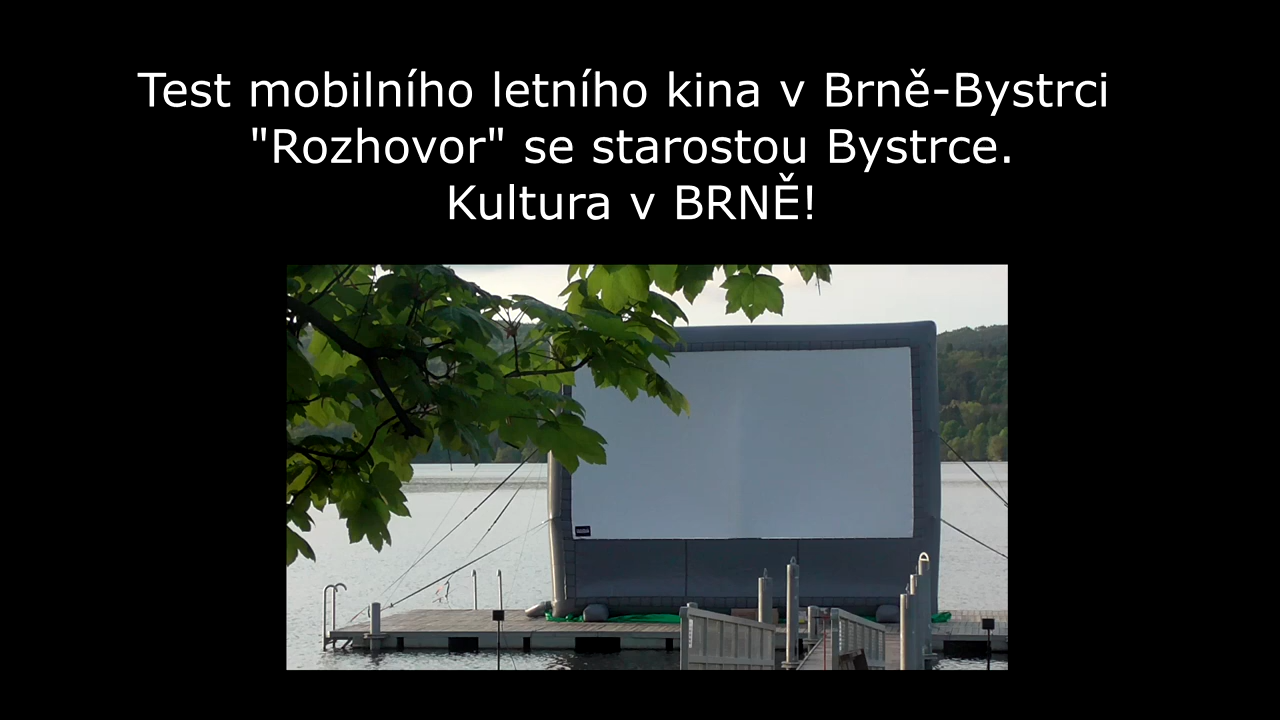 Test mobilního letního kina v Brně-Bystrci
"Rozhovor" se starostou Bystrce.
Kultura v BRNĚ!